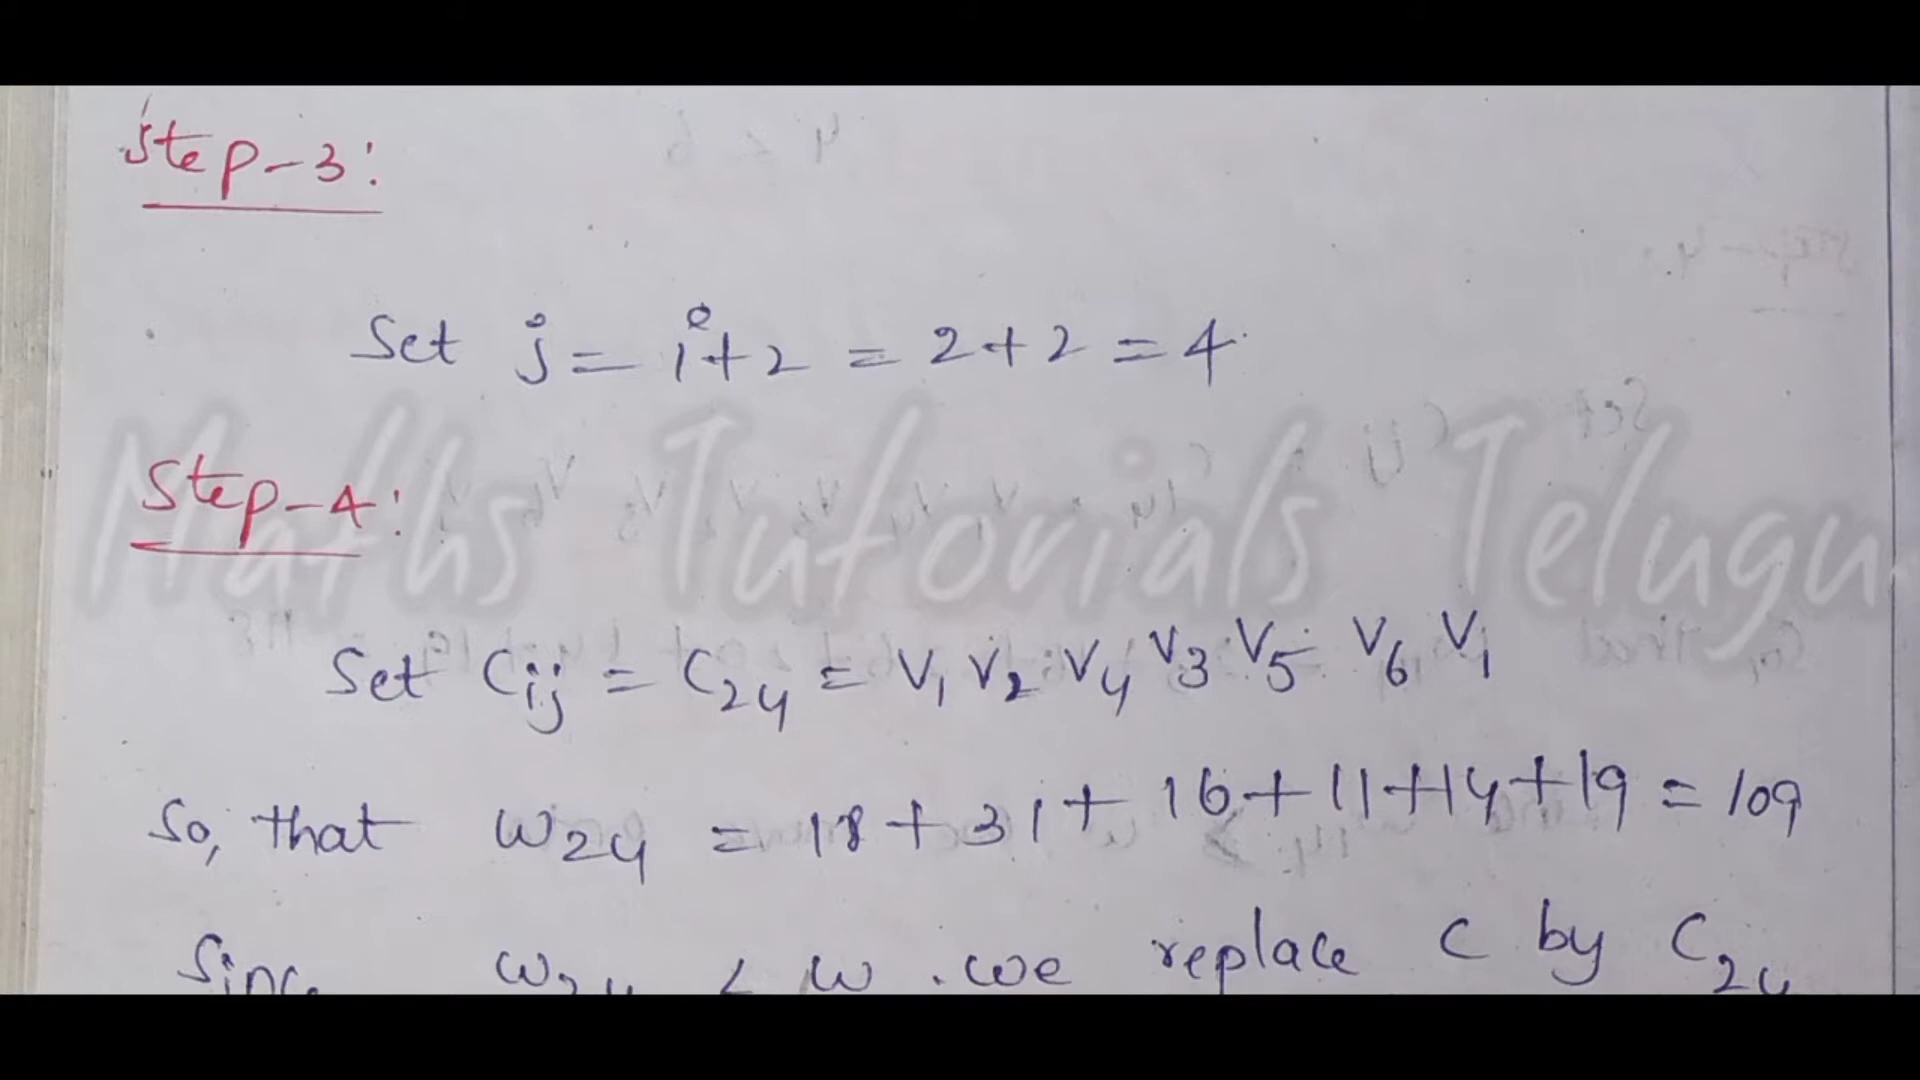 Step-3:
Set j = i+2 = 2+2 = 4
Step-4:
Maths Tutorials Telugu
Set Cij = C24 = V1 V2 V4 V3 V5 V6 V1
So, that W24 = 18+31+16+11+14+19 = 109
Since W24 < W . we replace C by C24